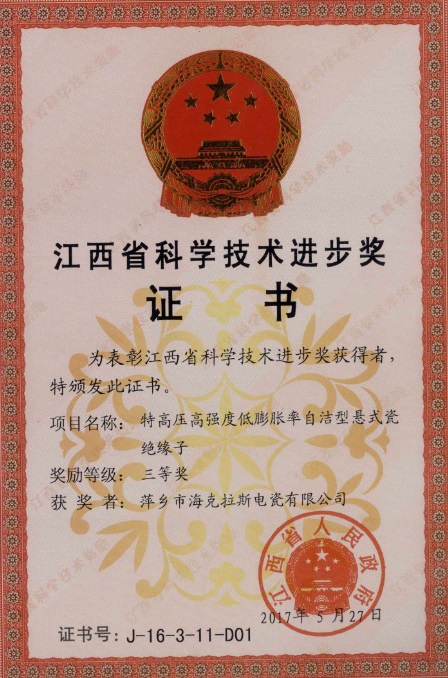 江西省科学技术进步奖
证 书
为表彰江西省科学技术进步奖获得者，
特颁发此证书。
项目名称： 特高压高强度低膨胀率自洁型悬式瓷
绝缘子
奖励等级： 三等奖
获 奖 者： 萍乡市海克拉斯电瓷有限公司
江西省人民政府
2017年 5 月 27 日
证书号： J-16-3-11-D01